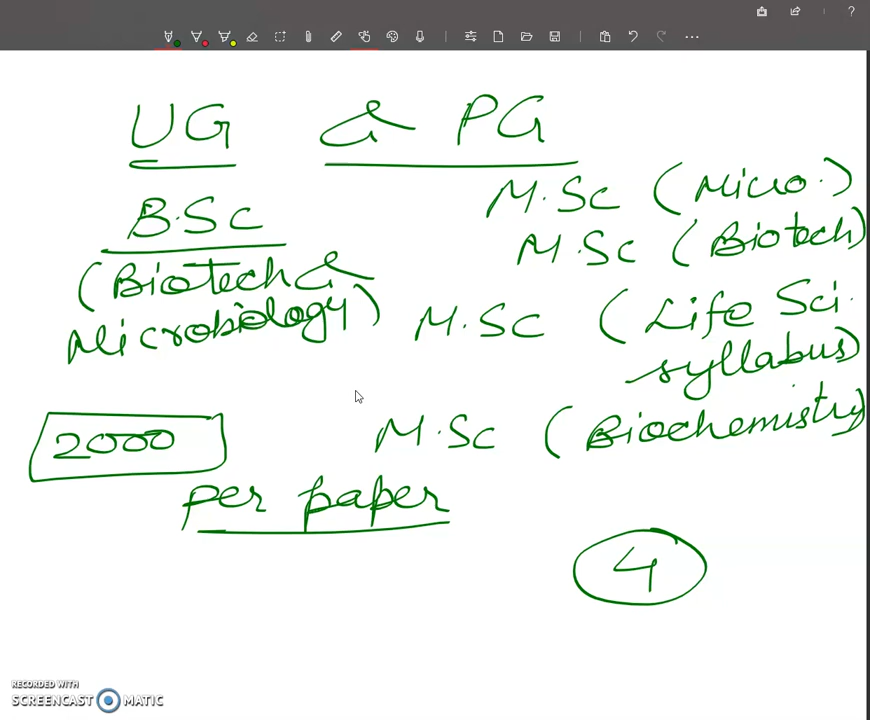 UG & PG
B.Sc
(Biotech &
Microbiology)
M.Sc (Micro.)
M.Sc (Biotech)
M.Sc (Life Sci.
syllabus)
M.Sc (Biochemistry)
2000
per paper
4
RECORDED WITH
SCREENCAST MATIC